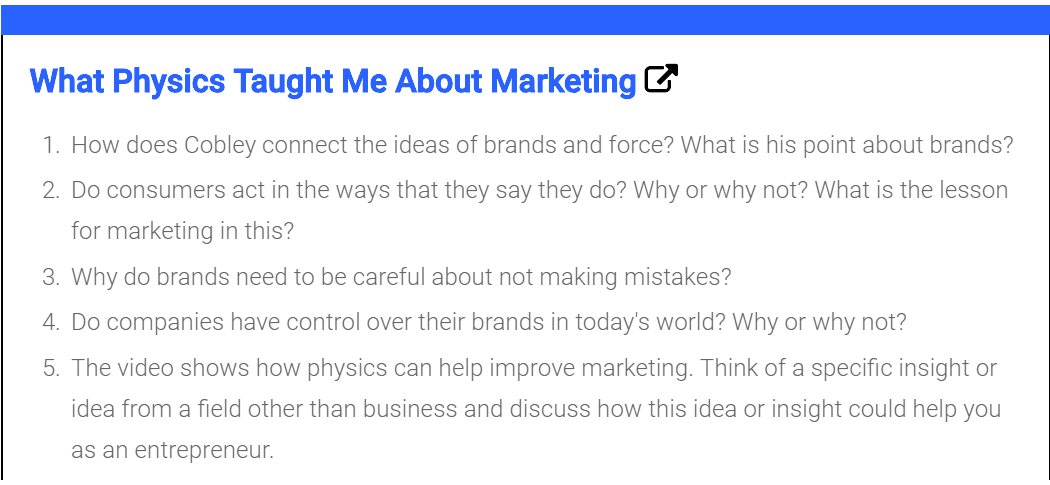 What Physics Taught Me About Marketing
1. How does Cobley connect the ideas of brands and force? What is his point about brands?
2. Do consumers act in the ways that they say they do? Why or why not? What is the lesson
for marketing in this?
3. Why do brands need to be careful about not making mistakes?
4. Do companies have control over their brands in today's world? Why or why not?
5. The video shows how physics can help improve marketing. Think of a specific insight or
idea from a field other than business and discuss how this idea or insight could help you
as an entrepreneur.